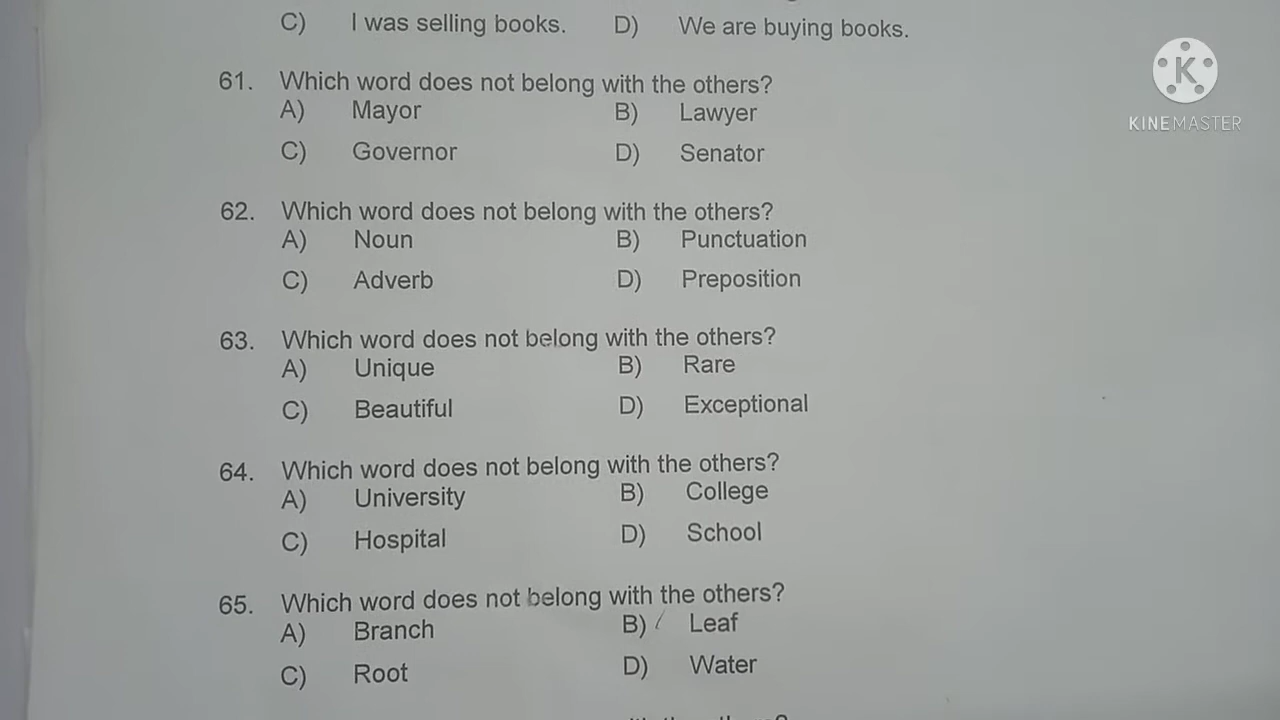 C) I was selling books. D) We are buying books.
61. Which word does not belong with the others?
A) Mayor B) Lawyer
C) Governor D) Senator
62. Which word does not belong with the others?
A) Noun B) Punctuation
C) Adverb D) Preposition
63. Which word does not belong with the others?
A) Unique B) Rare
C) Beautiful D) Exceptional
64. Which word does not belong with the others?
A) University B) College
C) Hospital D) School
65. Which word does not belong with the others?
A) Branch B) Leaf
C) Root D) Water
K
KINEMASTER